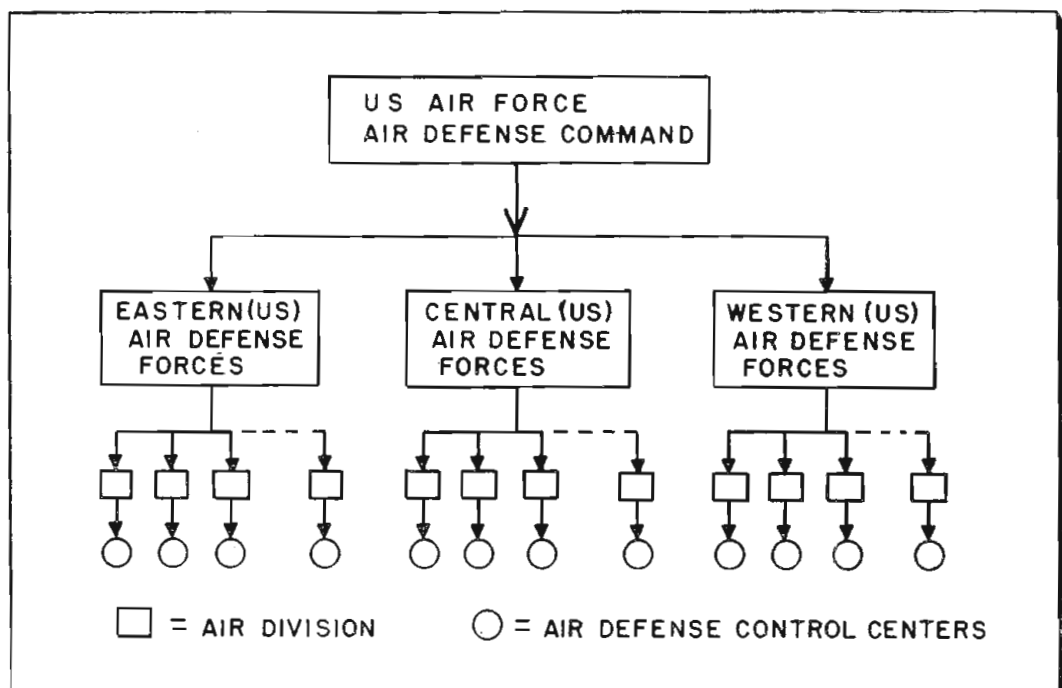 US AIR FORCE
AIR DEFENSE COMMAND
EASTERN (US)
AIR DEFENSE
FORCES
CENTRAL (US)
AIR DEFENSE
FORCES
WESTERN (US)
AIR DEFENSE
FORCES
= AIR DIVISION
= AIR DEFENSE CONTROL CENTERS